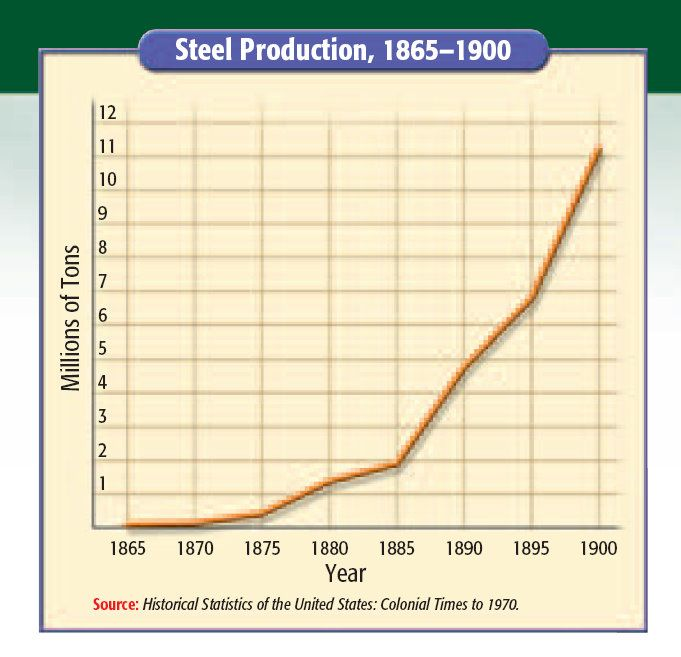 Steel Production, 1865–1900
Millions of Tons
12
11
10
9
8
7
6
5
4
3
2
1
1865 1870 1875 1880 1885 1890 1895 1900
Year
Source: Historical Statistics of the United States: Colonial Times to 1970.